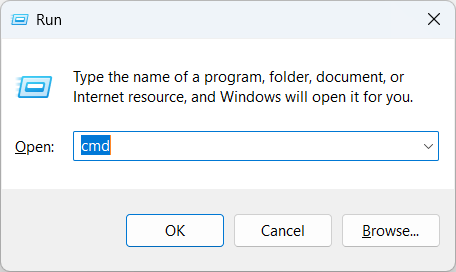 Run
Type the name of a program, folder, document, or
Internet resource, and Windows will open it for you.
Open: cmd
OK Cancel Browse...